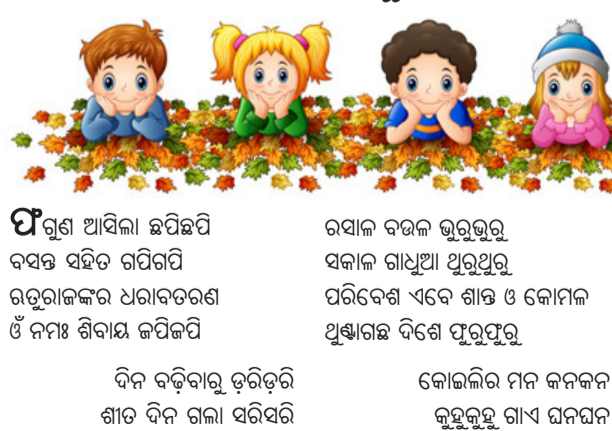 ଫଗୁଣ ଆସିଲା ଛପିଛପି
ବସନ୍ତ ସହିତ ଗପିଗପି
ଋତୁରାଜଙ୍କର ଧରାବତରଣ
ଓଁ ନମଃ ଶିବାୟ ଜପିଜପି
ଦିନ ବଢ଼ିବାରୁ ଡ଼ରିଡ଼ରି
ଶୀତ ଦିନ ଗଲା ସରିସରି
ରସାଳ ବଉଳ ଭୁରୁଭୁରୁ
ସକାଳ ଗାଧୁଆ ଥୁରୁଥୁରୁ
ପରିବେଶ ଏବେ ଶାନ୍ତ ଓ କୋମଳ
ଥୁଣ୍ଟାଗଛ ଦିଶେ ଫୁରୁଫୁରୁ
କୋଇଲିର ମନ କନକନ
କୁହୁକୁହୁ ଗାଏ ଘନଘନ